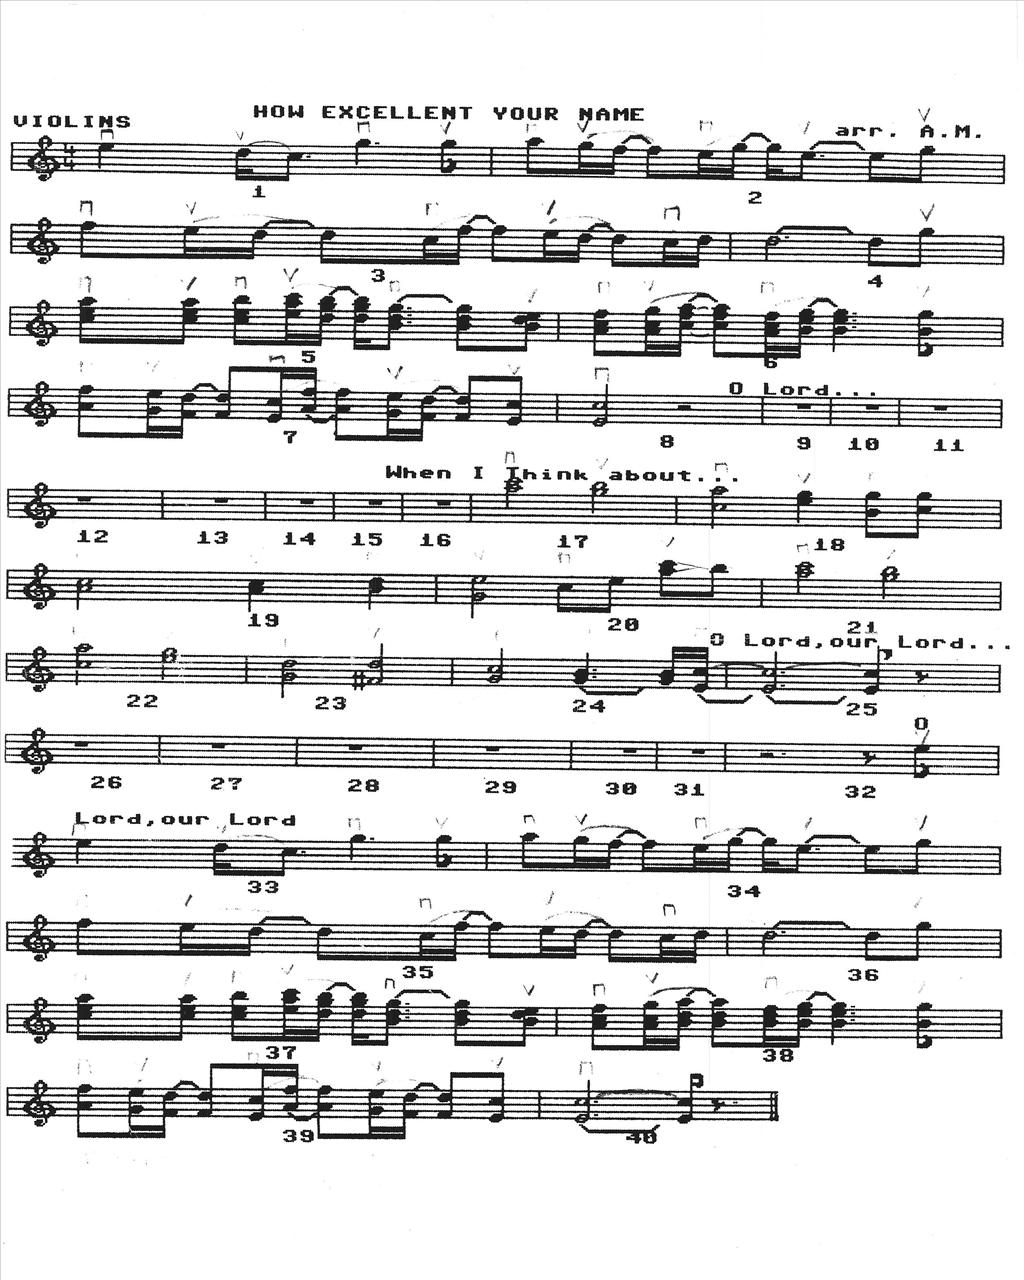 HOW EXCELLENT YOUR NAME
VIOLINS
arr. A.M.
4
4
1 2
3 4
5 6
O Lord...
7 8 9 10 11
When I Think about...
12 13 14 15 16 17 18
19 20 21
O Lord,our Lord...
22 23 24 25
O
26 27 28 29 30 31 32
Lord,our Lord
33 34
35 36
37 38
39 40